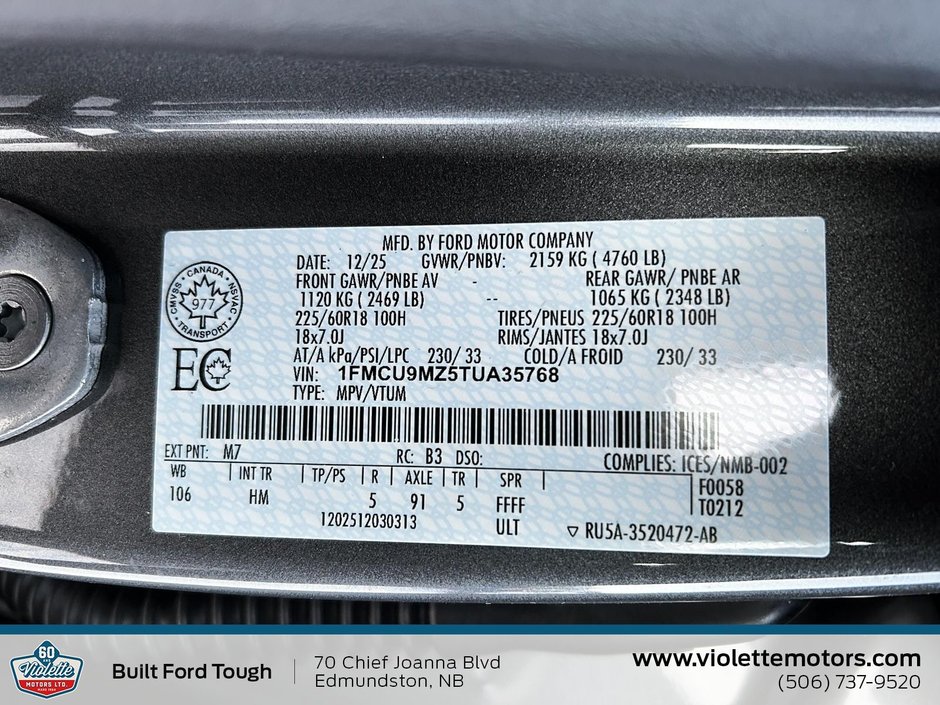 MFD. BY FORD MOTOR COMPANY
DATE: 12/25 GVWR/PNBV: 2159 KG ( 4760 LB)
FRONT GAWR/PNBE AV - REAR GAWR/ PNBE AR
1120 KG ( 2469 LB) -- 1065 KG ( 2348 LB)
225/60R18 100H TIRES/PNEUS 225/60R18 100H
18x7.0J RIMS/JANTES 18x7.0J
AT/A kPa/PSI/LPC 230/ 33 COLD/A FROID 230/ 33
VIN: 1FMCU9MZ5TUA35768
TYPE: MPV/VTUM
CANADA
CMVSS NSVAC
977
TRANSPORT
EC
EXT PNT: M7 RC: B3 DSO: COMPLIES: ICES/NMB-002
WB INT TR TP/PS R AXLE TR SPR F0058
106 HM 5 91 5 FFFF T0212
1202512030313 ULT RU5A-3520472-AB
60
Violette
MOTORS LTD.
Built Ford Tough
70 Chief Joanna Blvd
Edmundston, NB
www.violettemotors.com
(506) 737-9520